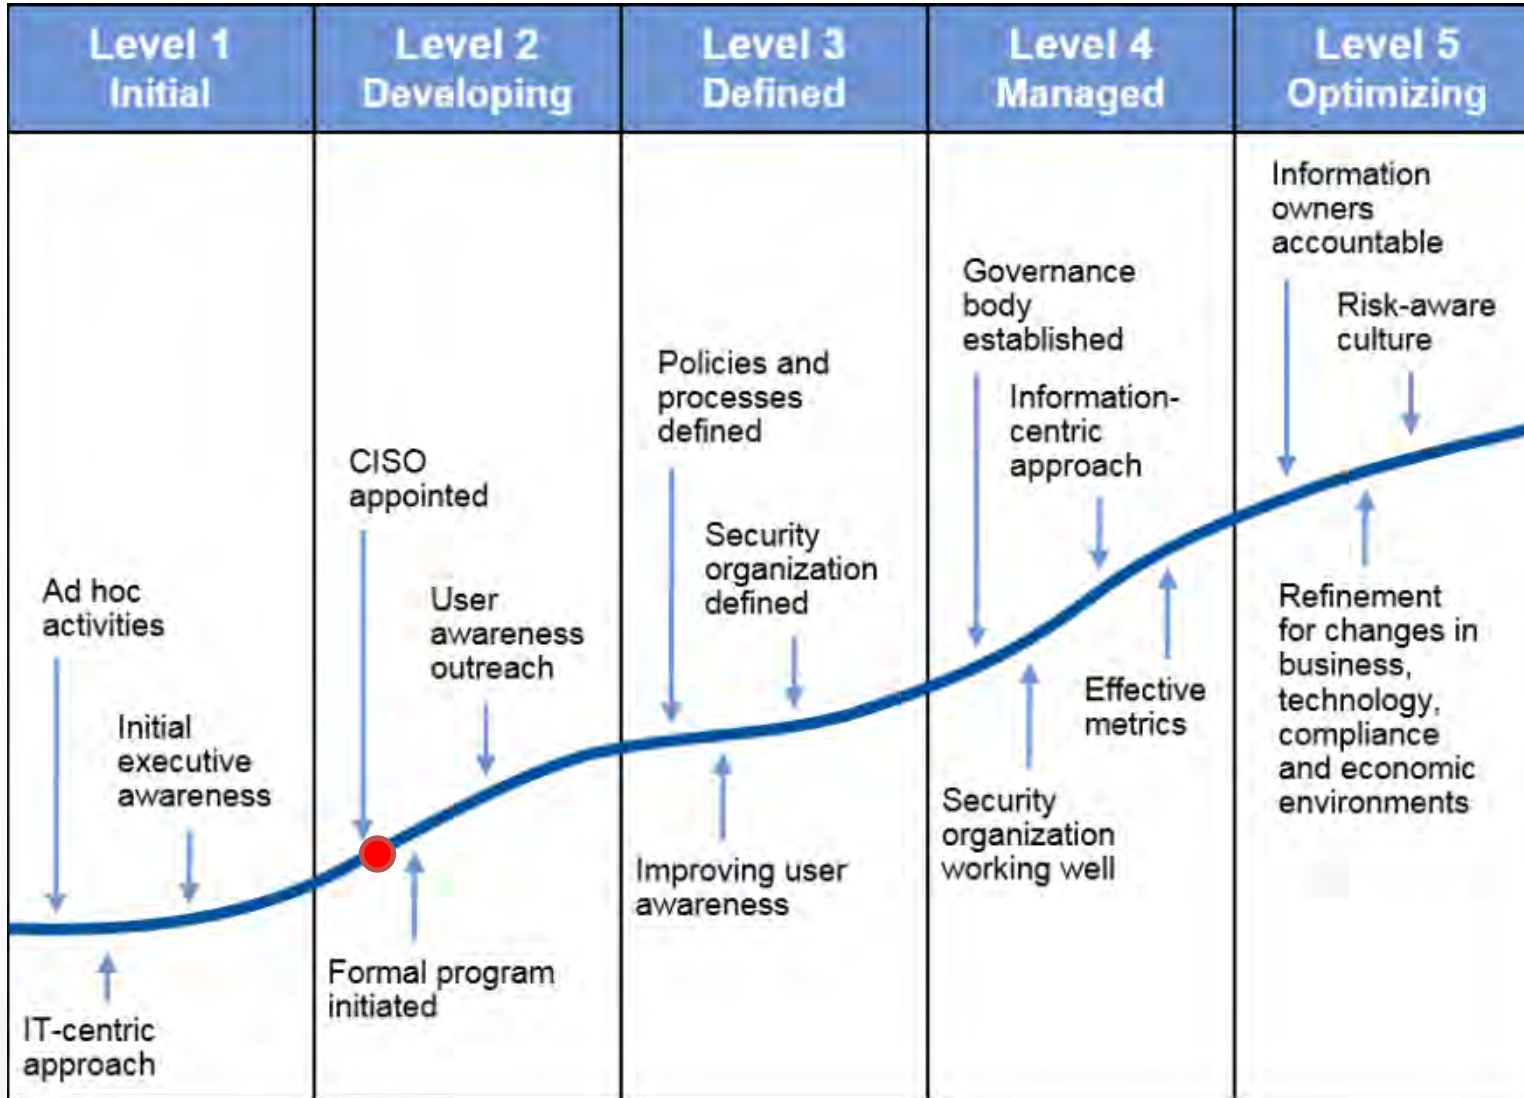 Level 1
Initial
Level 2
Developing
Level 3
Defined
Level 4
Managed
Level 5
Optimizing
Ad hoc
activities
Initial
executive
awareness
IT-centric
approach
CISO
appointed
User
awareness
outreach
Formal program
initiated
Policies and
processes
defined
Security
organization
defined
Improving user
awareness
Governance
body
established
Information-
centric
approach
Effective
metrics
Security
organization
working well
Information
owners
accountable
Risk-aware
culture
Refinement
for changes in
business,
technology,
compliance
and economic
environments